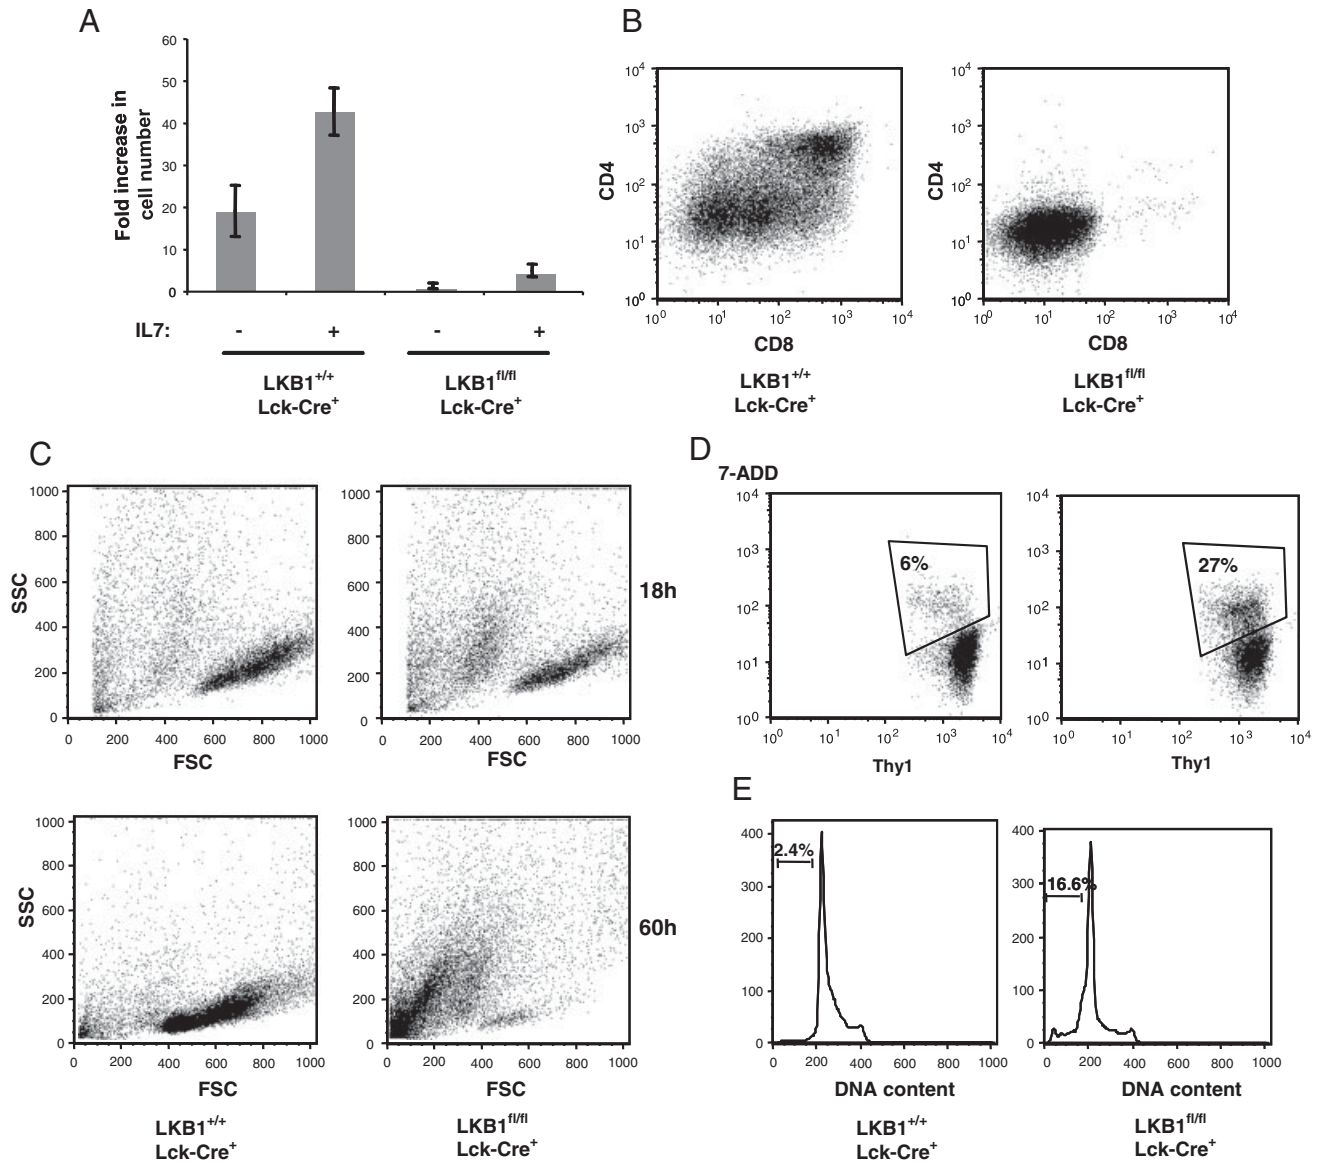 A
Fold increase in
cell number
60
50
40
30
20
10
0
IL7:
- + - +
LKB1+/+
Lck-Cre+
LKB1fl/fl
Lck-Cre+
B
CD4
10^4
10^3
10^2
10^1
10^0
10^0 10^1 10^2 10^3 10^4
CD8
LKB1+/+
Lck-Cre+
CD4
10^4
10^3
10^2
10^1
10^0
10^0 10^1 10^2 10^3 10^4
CD8
LKB1fl/fl
Lck-Cre+
C
SSC
1000
800
600
400
200
0
0 200 400 600 800 1000
FSC
1000
800
600
400
200
0
0 200 400 600 800 1000
FSC
18h
SSC
1000
800
600
400
200
0
0 200 400 600 800 1000
FSC
LKB1+/+
Lck-Cre+
1000
800
600
400
200
0
0 200 400 600 800 1000
FSC
LKB1fl/fl
Lck-Cre+
60h
D
7-ADD
10^4
10^3
10^2
10^1
10^0
6%
10^0 10^1 10^2 10^3 10^4
Thy1
10^4
10^3
10^2
10^1
10^0
27%
10^0 10^1 10^2 10^3 10^4
Thy1
E
400
300
200
100
0
2.4%
0 200 400 600 800 1000
DNA content
LKB1+/+
Lck-Cre+
400
300
200
100
0
16.6%
0 200 400 600 800 1000
DNA content
LKB1fl/fl
Lck-Cre+